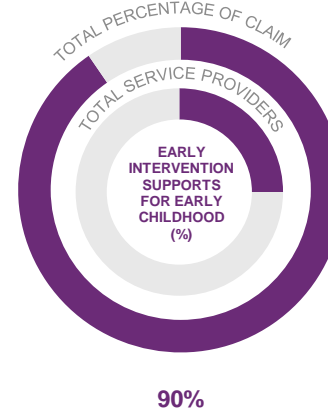 TOTAL PERCENTAGE OF CLAIM
TOTAL SERVICE PROVIDERS
EARLY
INTERVENTION
SUPPORTS
FOR EARLY
CHILDHOOD
(%)
90%